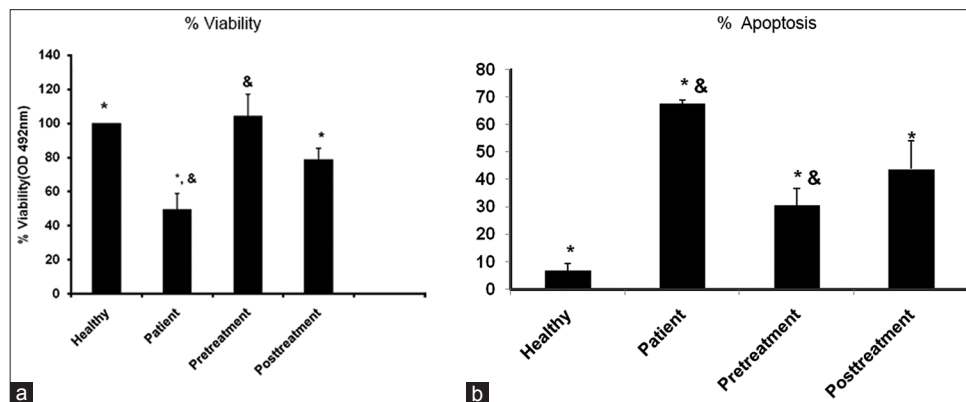 % Viability
% Viability(OD 492nm)
140
120
100
80
60
40
20
0
*
*, &
&
*
Healthy
Patient
Pretreatment
Posttreatment
a
% Apoptosis
80
70
60
50
40
30
20
10
0
*
* &
* &
*
Healthy
Patient
Pretreatment
Posttreatment
b